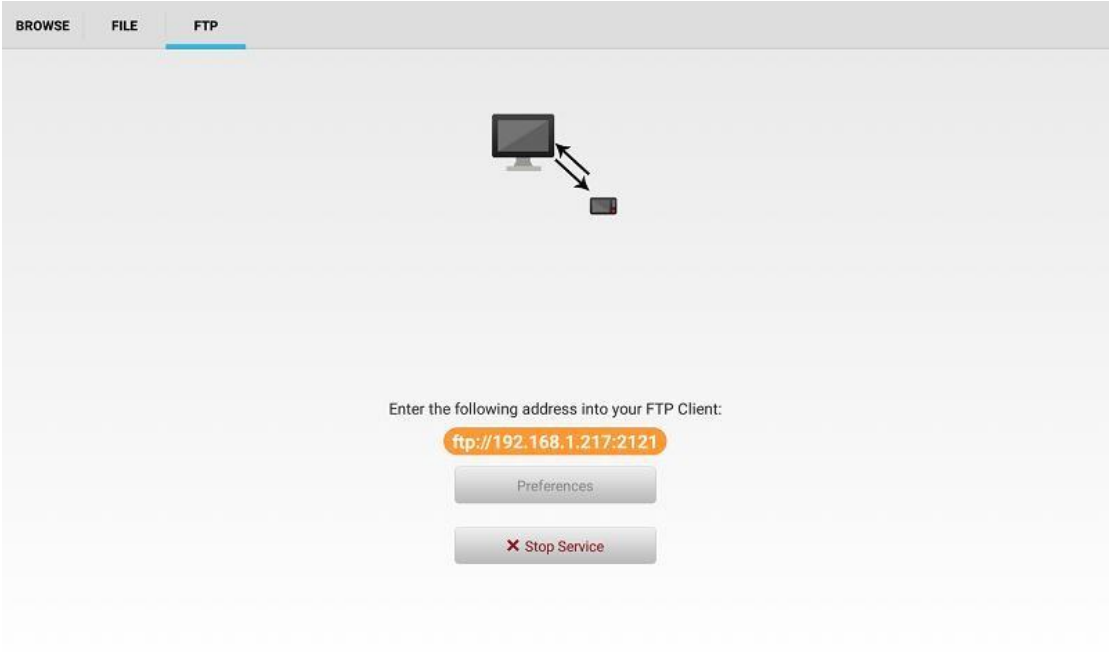 BROWSE FILE FTP
Enter the following address into your FTP Client:
ftp://192.168.1.217:2121
Preferences
✕ Stop Service